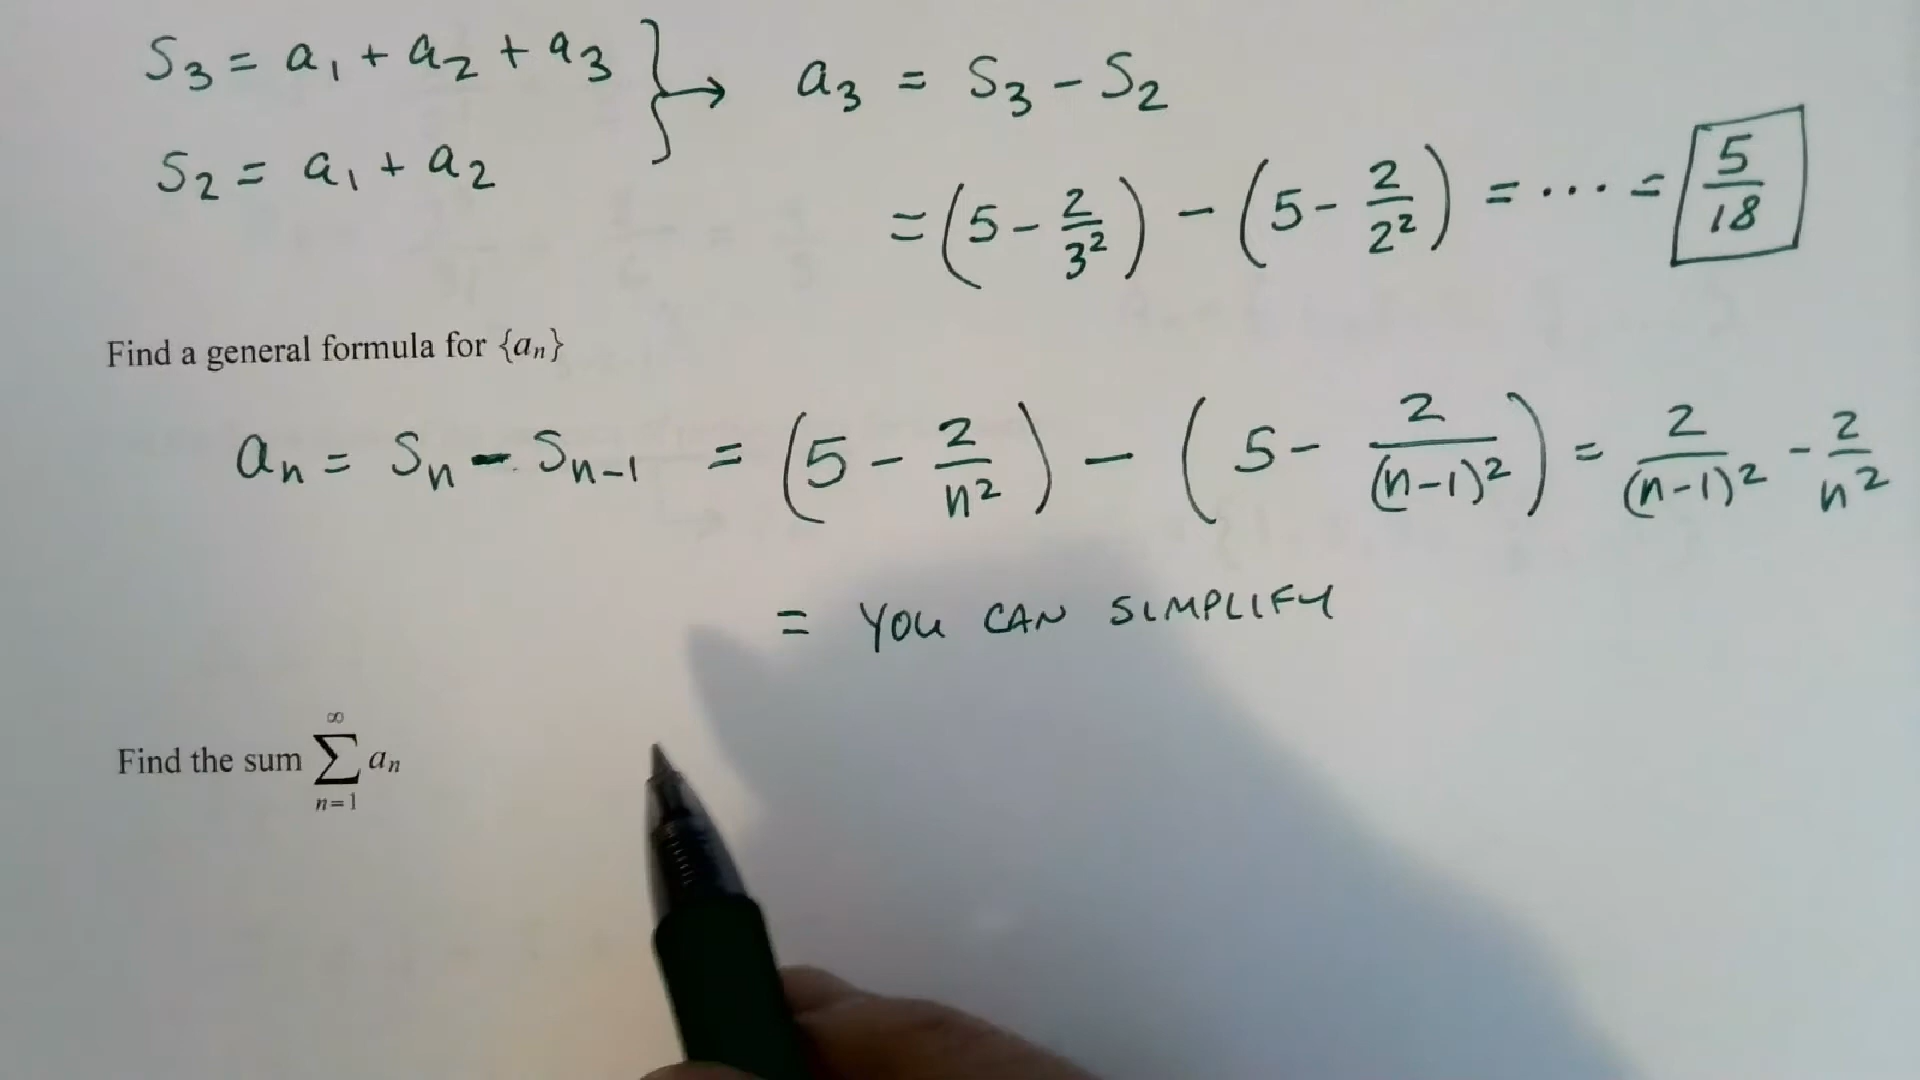 S₃ = a₁ + a₂ + a₃ } → a₃ = S₃ - S₂
S₂ = a₁ + a₂
= (5 - 2/3²) - (5 - 2/2²) = ... = 5/18
Find a general formula for {aₙ}
aₙ = Sₙ - Sₙ₋₁ = (5 - 2/n²) - (5 - 2/(n-1)²) = 2/(n-1)² - 2/n²
= YOU CAN SIMPLIFY
Find the sum ∑_{n=1}^{∞} aₙ